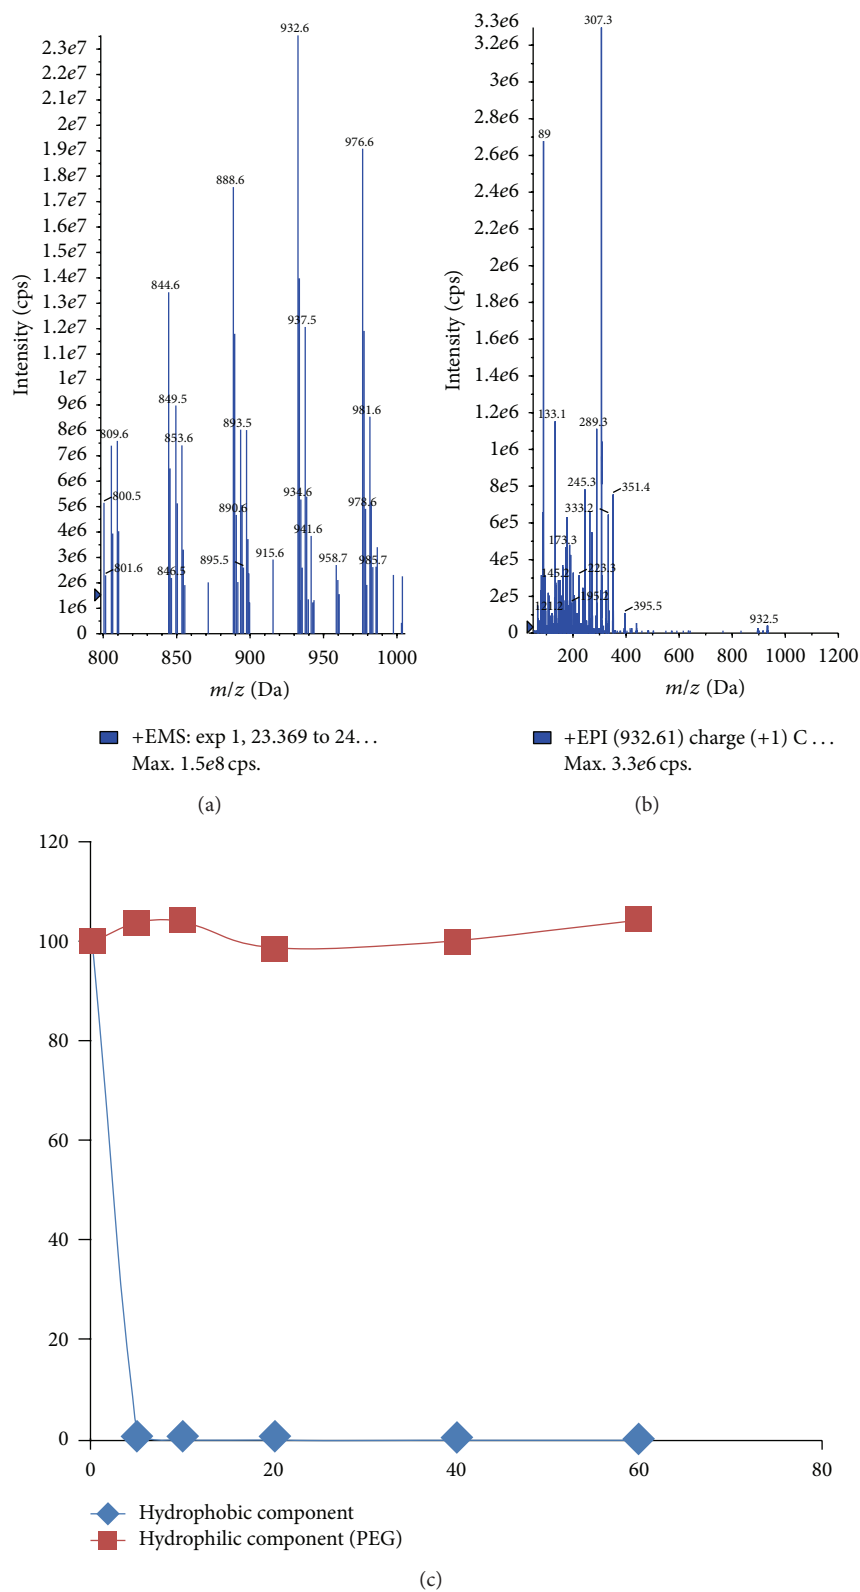 Intensity (cps)
2.3e7
2.2e7
2.1e7
2e7
1.9e7
1.8e7
1.7e7
1.6e7
1.5e7
1.4e7
1.3e7
1.2e7
1.1e7
1e7
9e6
8e6
7e6
6e6
5e6
4e6
3e6
2e6
1e6
0
932.6
976.6
888.6
844.6
937.5
849.5
981.6
893.5
853.6
809.6
800.5
934.6
978.6
890.6
941.6
915.6
895.5
958.7
985.7
846.5
801.6
800
850
900
950
1000
m/z (Da)
+EMS: exp 1, 23.369 to 24...
Max. 1.5e8 cps.
(a)
Intensity (cps)
3.3e6
3.2e6
3e6
2.8e6
2.6e6
2.4e6
2.2e6
2e6
1.8e6
1.6e6
1.4e6
1.2e6
1e6
8e5
6e5
4e5
2e5
0
307.3
89
133.1
289.3
245.3
351.4
333.2
173.3
145.2
223.3
121.2
195.2
395.5
932.5
200
400
600
800
1000
1200
m/z (Da)
+EPI (932.61) charge (+1) C ...
Max. 3.3e6 cps.
(b)
120
100
80
60
40
20
0
0
20
40
60
80
Hydrophobic component
Hydrophilic component (PEG)
(c)